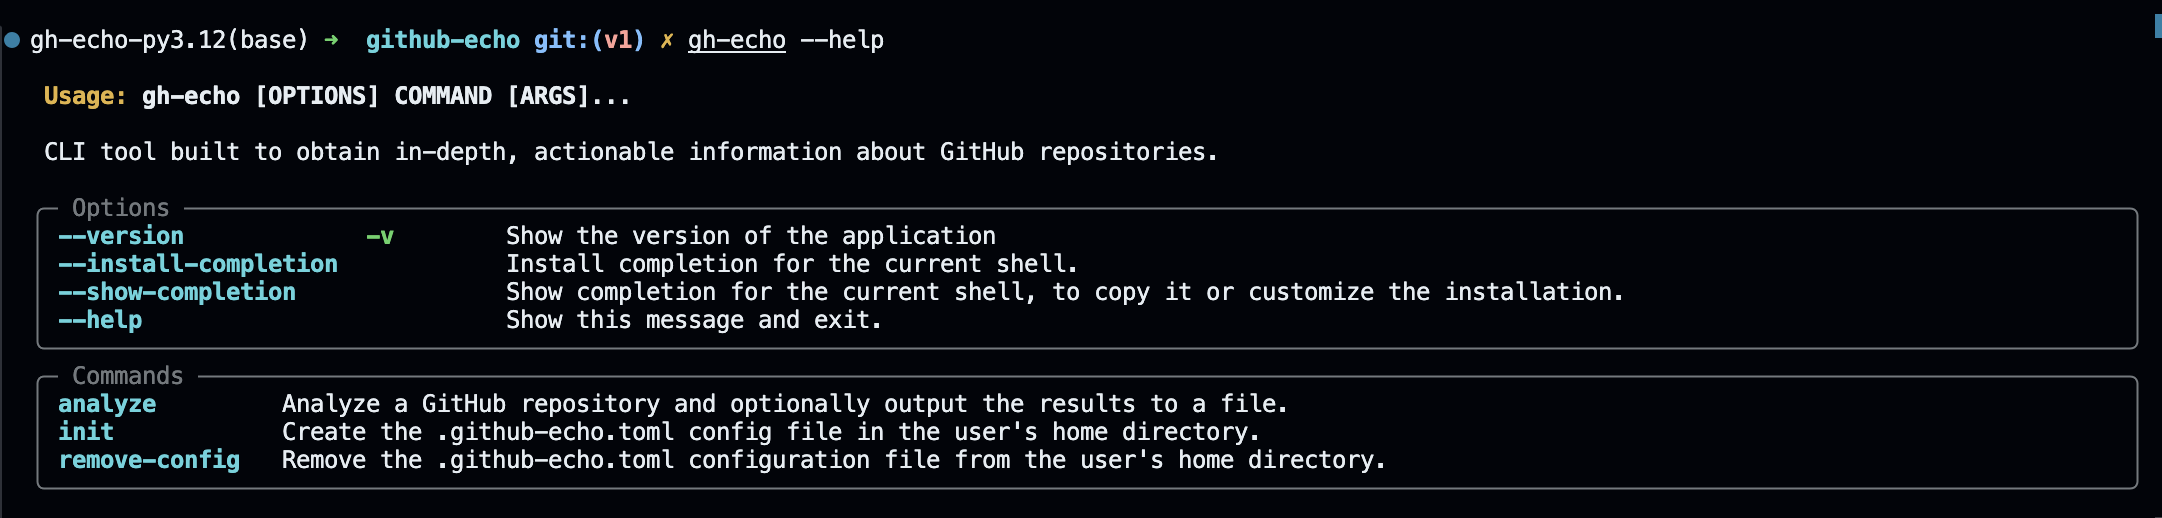 gh-echo-py3.12(base) ➜ github-echo git:(v1) ✗ gh-echo --help
Usage: gh-echo [OPTIONS] COMMAND [ARGS]...
CLI tool built to obtain in-depth, actionable information about GitHub repositories.
Options
--version -v Show the version of the application
--install-completion Install completion for the current shell.
--show-completion Show completion for the current shell, to copy it or customize the installation.
--help Show this message and exit.
Commands
analyze Analyze a GitHub repository and optionally output the results to a file.
init Create the .github-echo.toml config file in the user's home directory.
remove-config Remove the .github-echo.toml configuration file from the user's home directory.